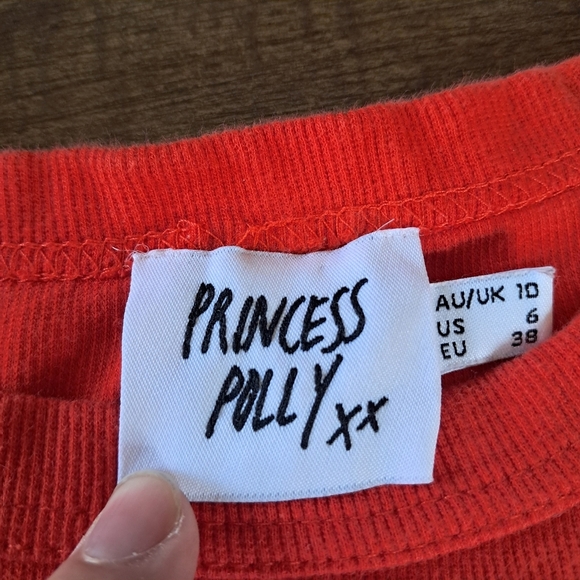 PRINCESS
POLLY xx
AU/UK 10
US 6
EU 38